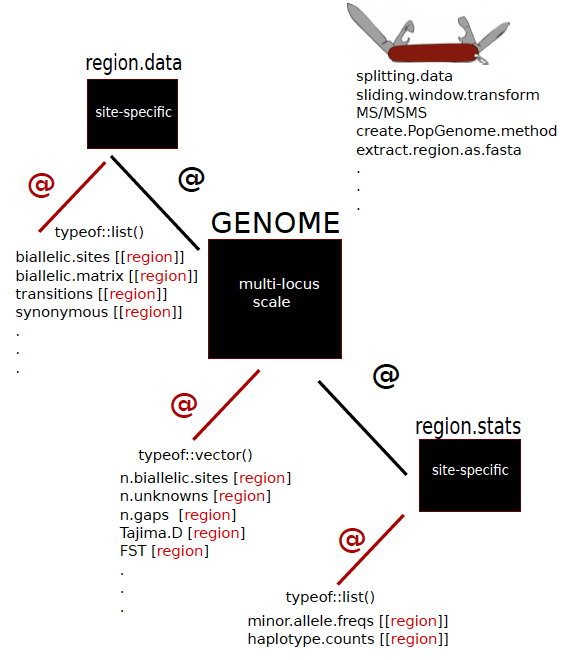 region.data
site-specific
splitting.data
sliding.window.transform
MS/MSMS
create.PopGenome.method
extract.region.as.fasta
.
.
.
@
@
typeof::list()
biallelic.sites [[region]]
biallelic.matrix [[region]]
transitions [[region]]
synonymous [[region]]
.
.
.
GENOME
multi-locus
scale
@
@
typeof::vector()
n.biallelic.sites [region]
n.unknowns [region]
n.gaps [region]
Tajima.D [region]
FST [region]
.
.
.
region.stats
site-specific
@
typeof::list()
minor.allele.freqs [[region]]
haplotype.counts [[region]]